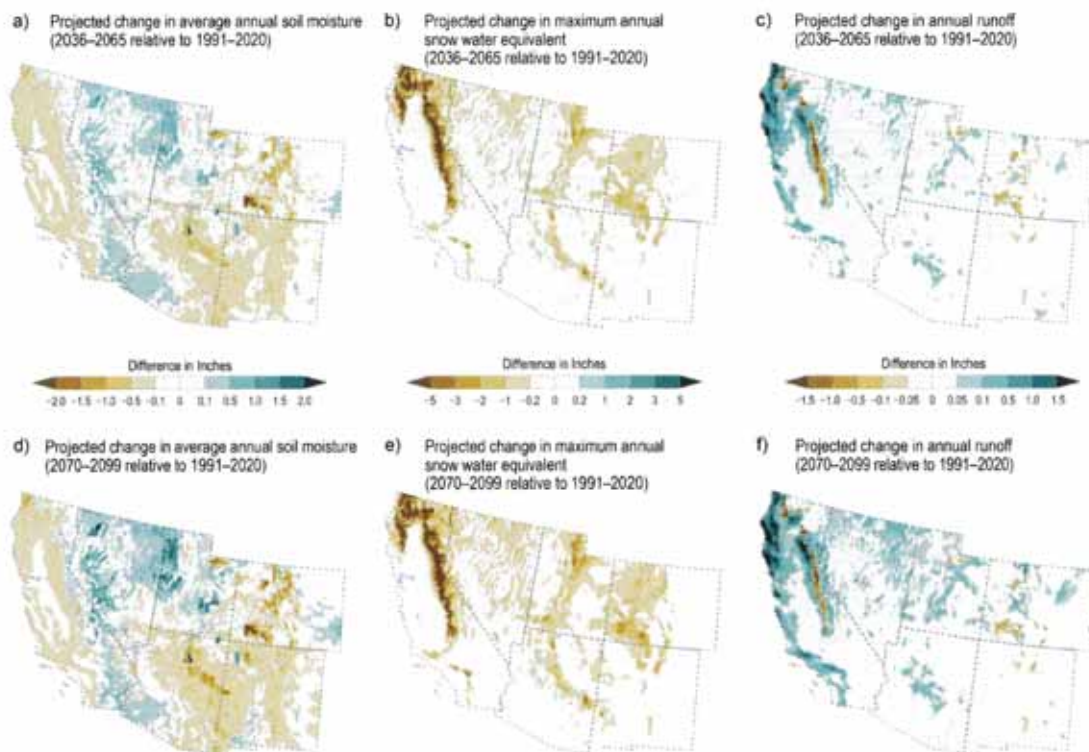 a) Projected change in average annual soil moisture
(2036–2065 relative to 1991–2020)
b) Projected change in maximum annual
snow water equivalent
(2036–2065 relative to 1991–2020)
c) Projected change in annual runoff
(2036–2065 relative to 1991–2020)
Difference in Inches
−2.0 −1.5 −1.0 −0.5 −0.1 0 0.1 0.5 1.0 1.5 2.0
Difference in Inches
−5 −3 −2 −1 −0.2 0 0.2 1 2 3 5
Difference in Inches
−1.5 −1.0 −0.5 −0.1 −0.05 0 0.05 0.1 0.5 1.0 1.5
d) Projected change in average annual soil moisture
(2070–2099 relative to 1991–2020)
e) Projected change in maximum annual
snow water equivalent
(2070–2099 relative to 1991–2020)
f) Projected change in annual runoff
(2070–2099 relative to 1991–2020)